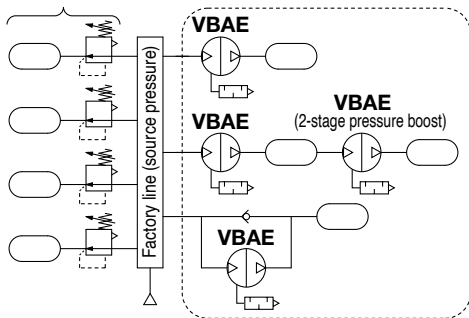 VBAE
VBAE
VBAE
(2-stage pressure boost)
Factory line (source pressure)
VBAE